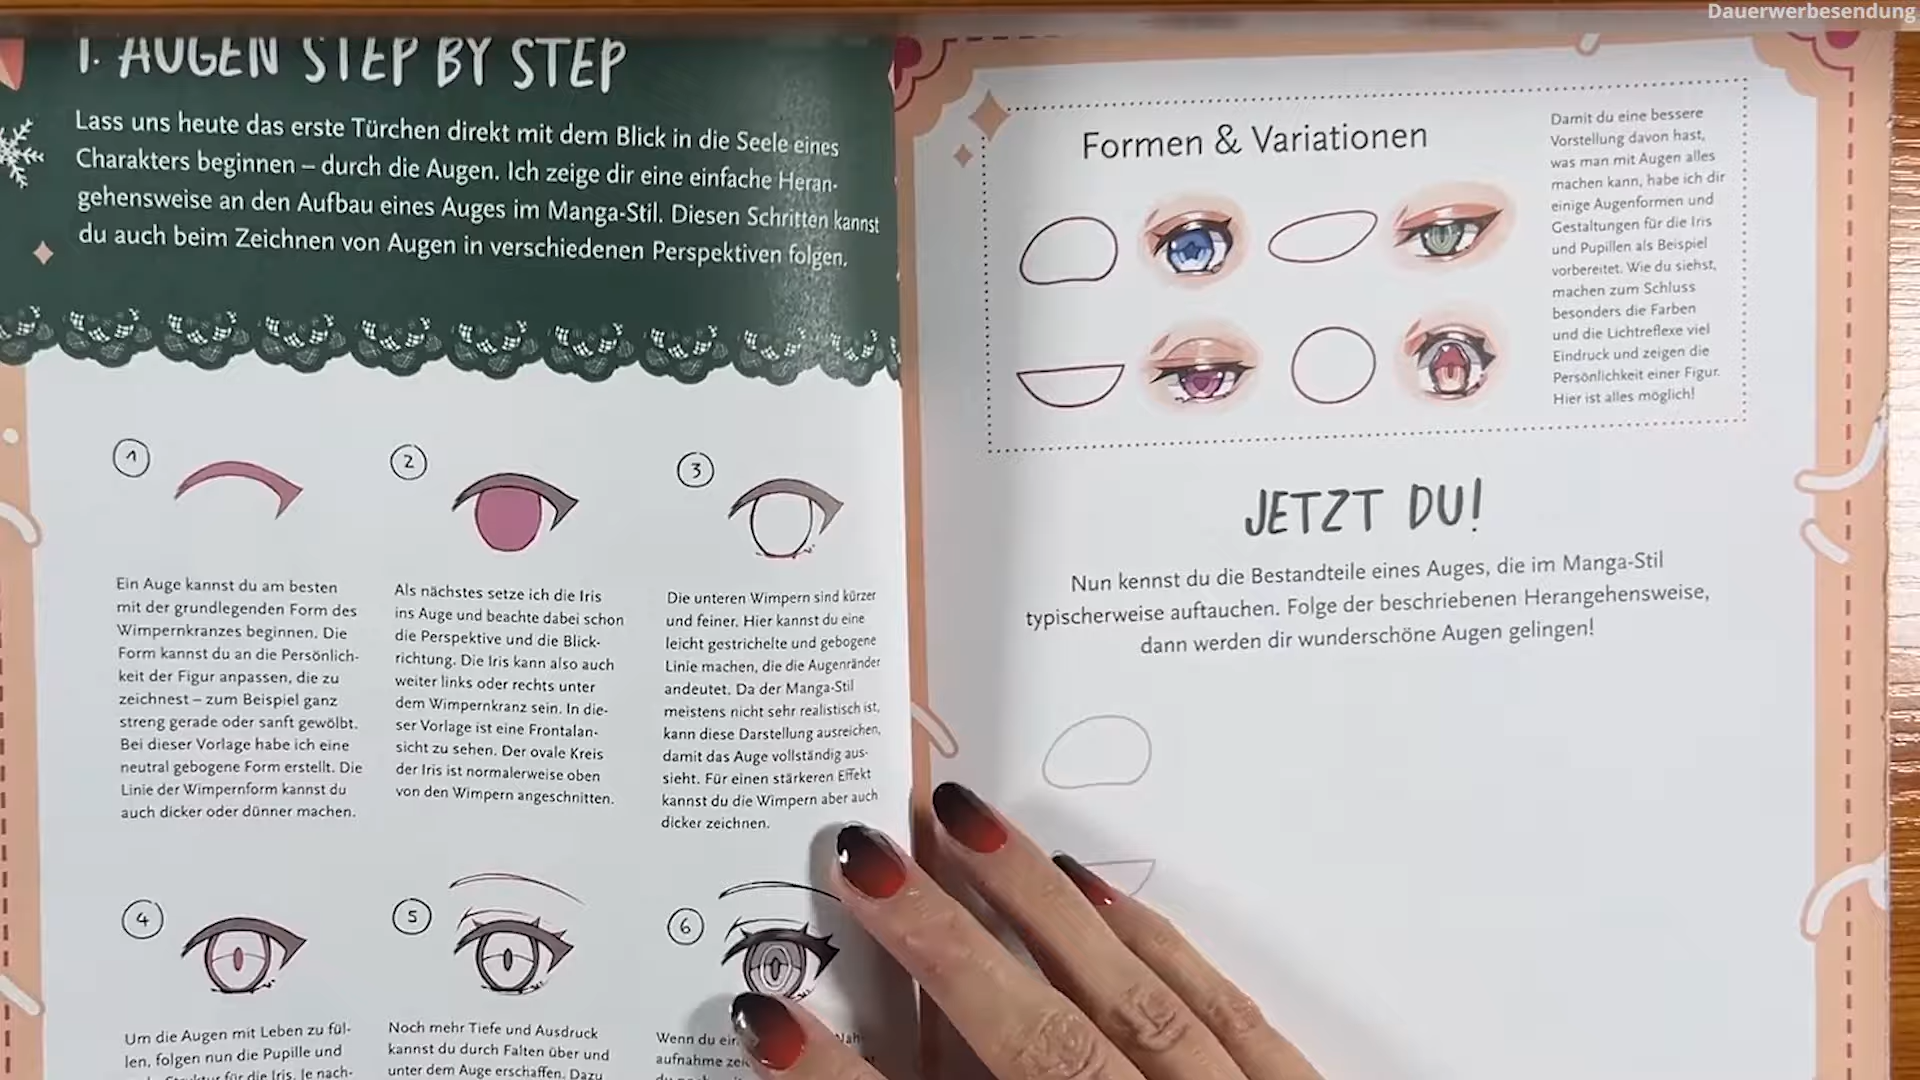 Dauerwerbesendung
1. AUGEN STEP BY STEP
Lass uns heute das erste Türchen direkt mit dem Blick in die Seele eines
Charakters beginnen – durch die Augen. Ich zeige dir eine einfache Heran-
gehensweise an den Aufbau eines Auges im Manga-Stil. Diesen Schritten kannst
du auch beim Zeichnen von Augen in verschiedenen Perspektiven folgen.
1
Ein Auge kannst du am besten
mit der grundlegenden Form des
Wimpernkranzes beginnen. Die
Form kannst du an die Persönlich-
keit der Figur anpassen, die zu
zeichnest – zum Beispiel ganz
streng gerade oder sanft gewölbt.
Bei dieser Vorlage habe ich eine
neutral gebogene Form erstellt. Die
Linie der Wimpernform kannst du
auch dicker oder dünner machen.
2
Als nächstes setze ich die Iris
ins Auge und beachte dabei schon
die Perspektive und die Blick-
richtung. Die Iris kann also auch
weiter links oder rechts unter
dem Wimpernkranz sein. In die-
ser Vorlage ist eine Frontalan-
sicht zu sehen. Der ovale Kreis
der Iris ist normalerweise oben
von den Wimpern angeschnitten.
3
Die unteren Wimpern sind kürzer
und feiner. Hier kannst du eine
leicht gestrichelte und gebogene
Linie machen, die die Augenränder
andeutet. Da der Manga-Stil
meistens nicht sehr realistisch ist,
kann diese Darstellung ausreichen,
damit das Auge vollständig aus-
sieht. Für einen stärkeren Effekt
kannst du die Wimpern aber auch
dicker zeichnen.
4
Um die Augen mit Leben zu fül-
len, folgen nun die Pupille und
für die Iris. Je nach-
5
Noch mehr Tiefe und Ausdruck
kannst du durch Falten über und
unter dem Auge erschaffen. Dazu
6
Wenn du
aufnahme
Formen & Variationen
Damit du eine bessere
Vorstellung davon hast,
was man mit Augen alles
machen kann, habe ich dir
einige Augenformen und
Gestaltungen für die Iris
und Pupillen als Beispiel
vorbereitet. Wie du siehst,
machen zum Schluss
besonders die Farben
und die Lichtreflexe viel
Eindruck und zeigen die
Persönlichkeit einer Figur.
Hier ist alles möglich!
JETZT DU!
Nun kennst du die Bestandteile eines Auges, die im Manga-Stil
typischerweise auftauchen. Folge der beschriebenen Herangehensweise,
dann werden dir wunderschöne Augen gelingen!